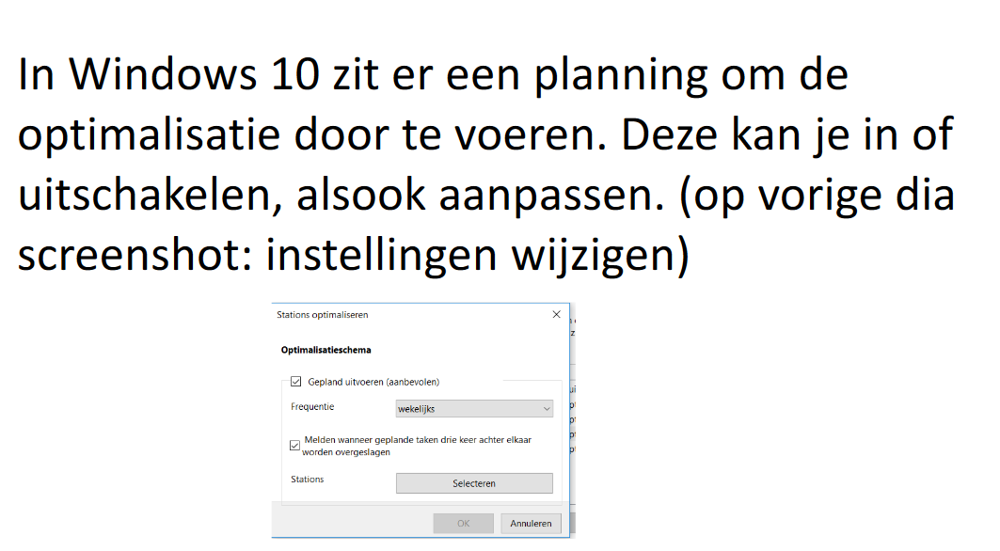 In Windows 10 zit er een planning om de
optimalisatie door te voeren. Deze kan je in of
uitschakelen, alsook aanpassen. (op vorige dia
screenshot: instellingen wijzigen)
Stations optimaliseren
Optimalisatieschema
Gepland uitvoeren (aanbevolen)
Frequentie wekelijks
Melden wanneer geplande taken drie keer achter elkaar
worden overgeslagen
Stations Selecteren
OK Annuleren